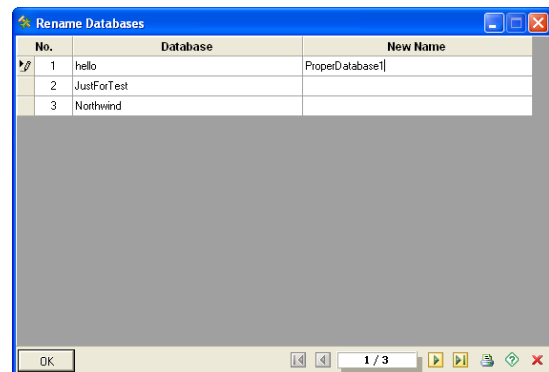 Rename Databases
No. Database New Name
1 hello ProperDatabase1
2 JustForTest
3 Northwind
OK 1 / 3